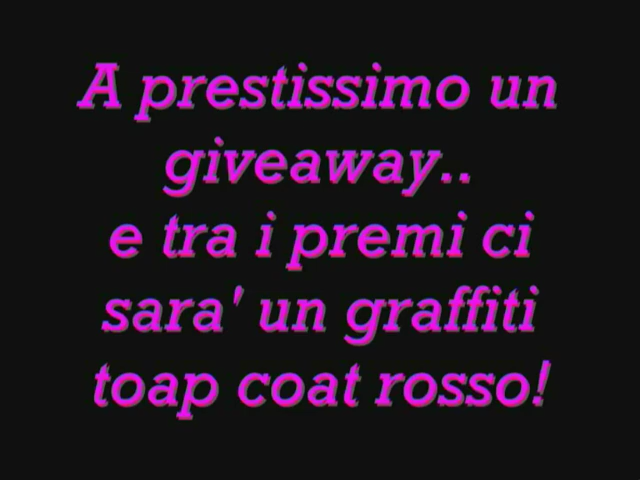 A prestissimo un
giveaway..
e tra i premi ci
sara' un graffiti
toap coat rosso!